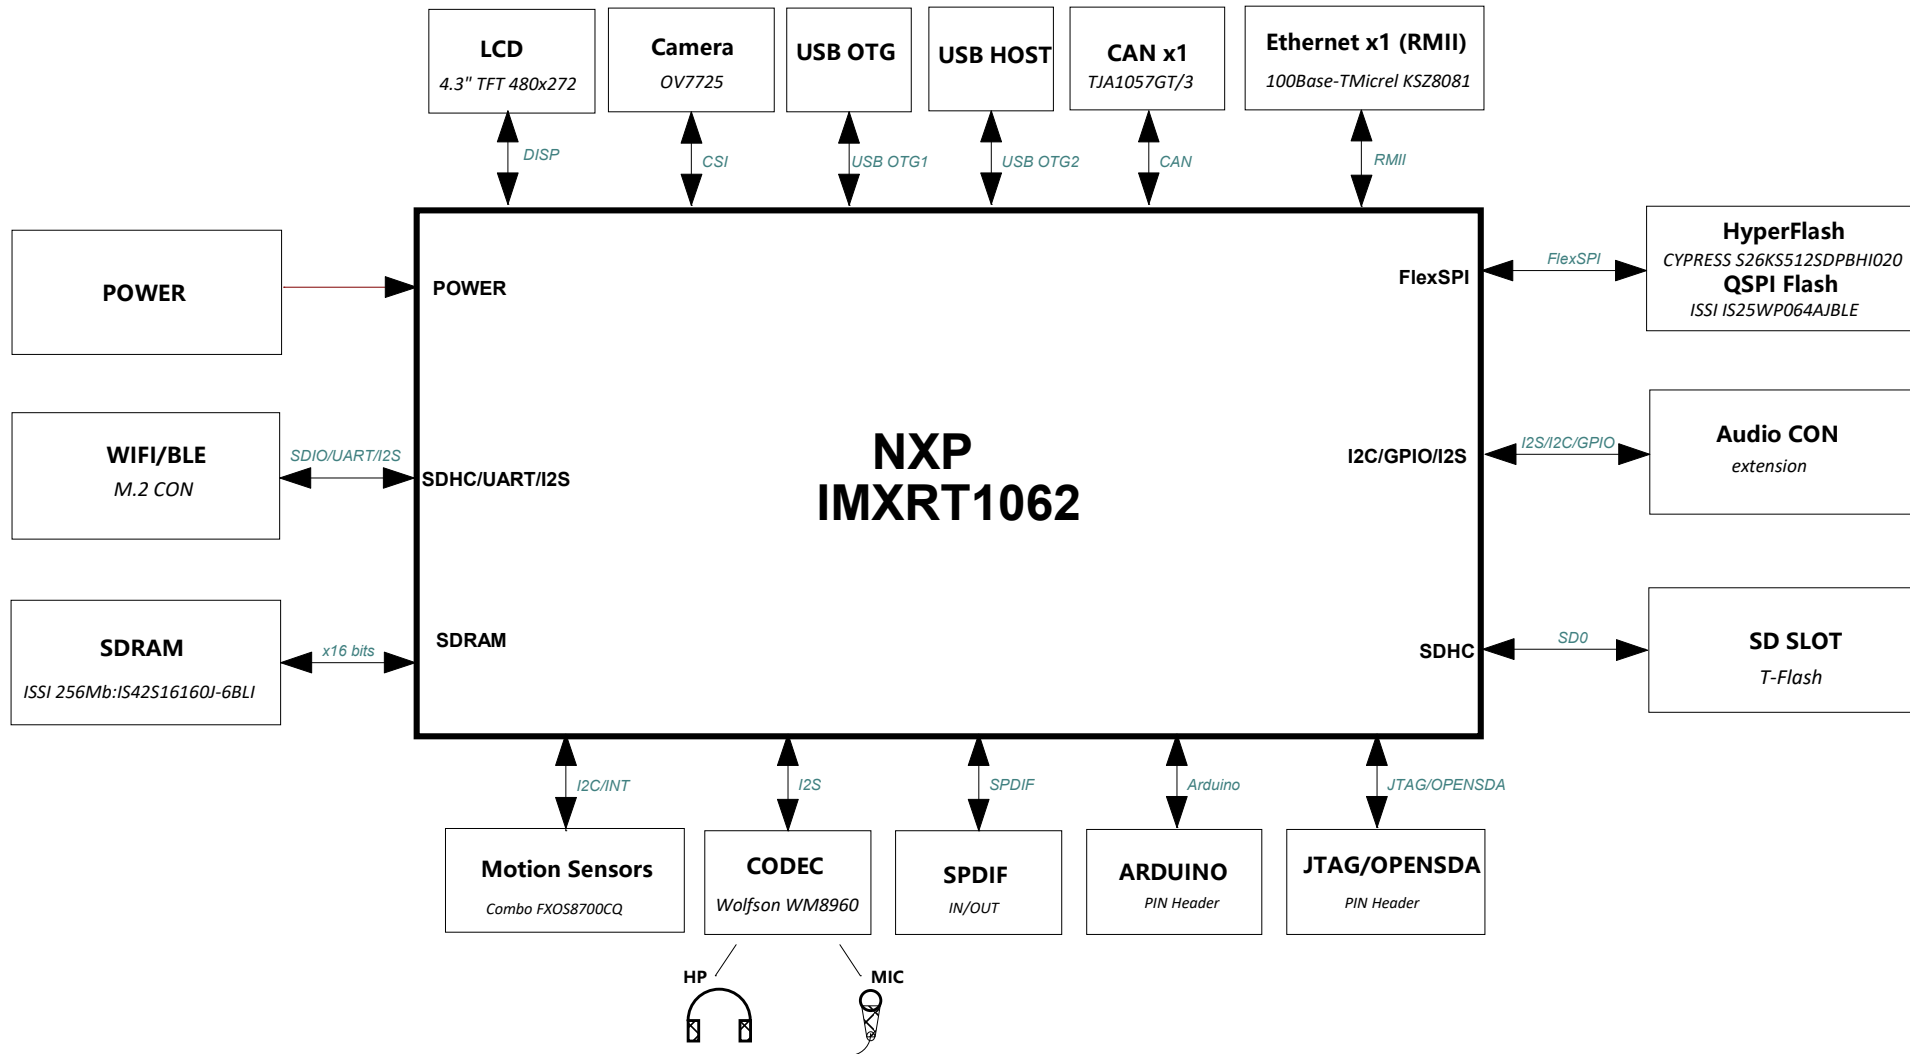 LCD
4.3" TFT 480x272
Camera
OV7725
USB OTG
USB HOST
CAN x1
TJA1057GT/3
Ethernet x1 (RMII)
100Base-TMicrel KSZ8081
DISP
CSI
USB OTG1
USB OTG2
CAN
RMII
POWER
POWER
FlexSPI
FlexSPI
HyperFlash
CYPRESS S26KS512SDPBHI020
QSPI Flash
ISSI IS25WP064AJBLE
WIFI/BLE
M.2 CON
SDIO/UART/I2S
SDHC/UART/I2S
NXP
IMXRT1062
I2C/GPIO/I2S
I2S/I2C/GPIO
Audio CON
extension
SDRAM
ISSI 256Mb:IS42S16160J-6BLI
x16 bits
SDRAM
SDHC
SD0
SD SLOT
T-Flash
I2C/INT
I2S
SPDIF
Arduino
JTAG/OPENSDA
Motion Sensors
Combo FXOS8700CQ
CODEC
Wolfson WM8960
SPDIF
IN/OUT
ARDUINO
PIN Header
JTAG/OPENSDA
PIN Header
HP
MIC